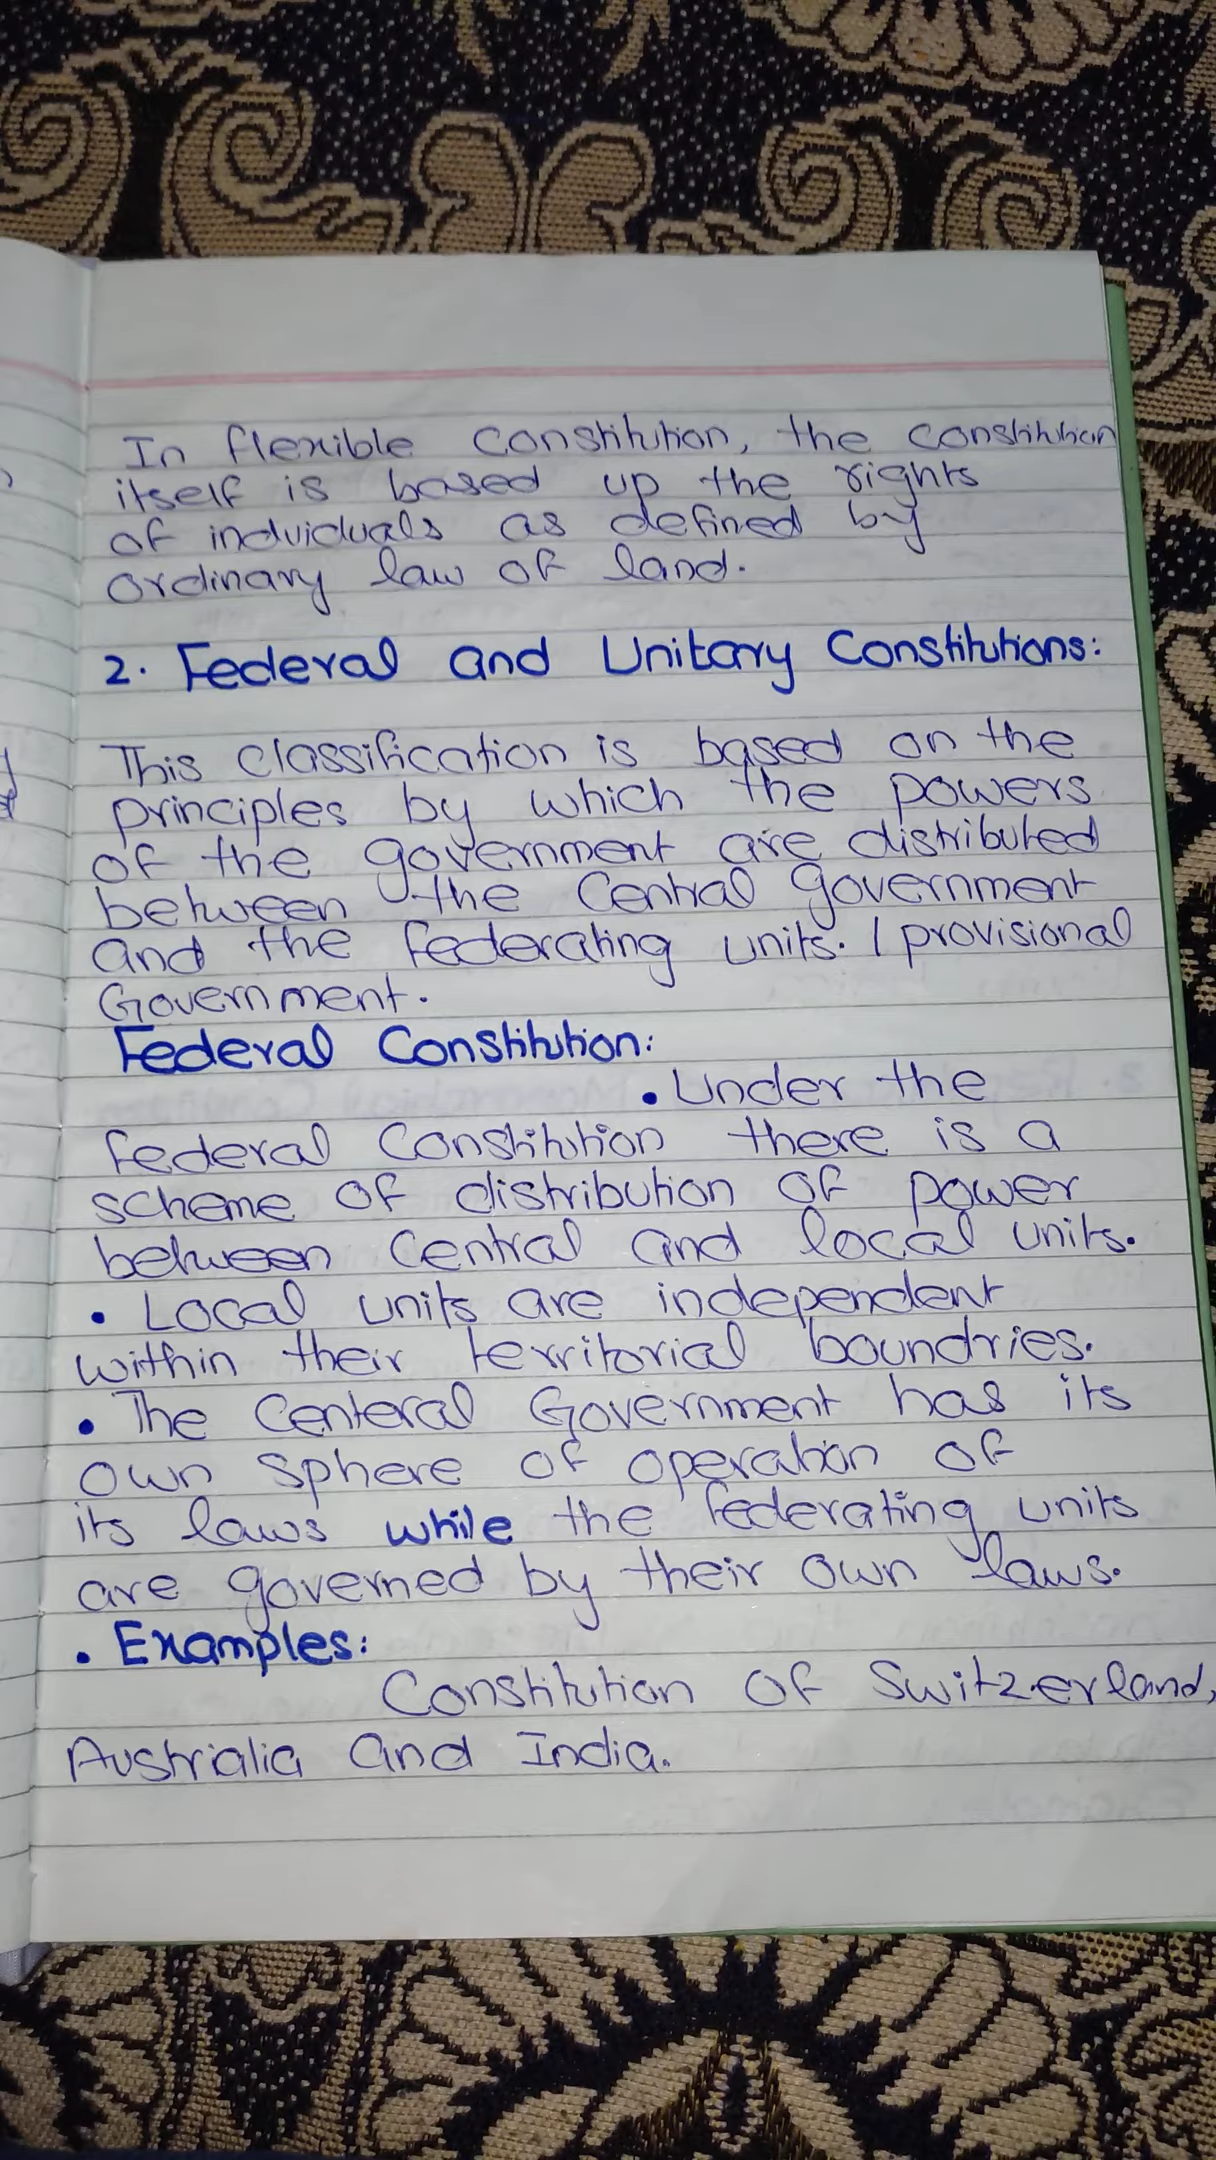 In flexible Constitution, the constitution
itself is based up the rights
of individuals as defined by
ordinary law of land.
2. Federal and Unitary Constitutions:
This classification is based on the
principles by which the powers
of the government are distributed
between the Central government
and the federating units. / provisional
Government.
Federal Constitution:
• Under the
federal Constitution there is a
scheme of distribution of power
between Central and local units.
• Local units are independent
within their territorial boundries.
• The Centeral Government has its
own sphere of operation of
its laws while the federating units
are governed by their own laws.
• Examples:
Constitution of Switzerland,
Austrialia and India.